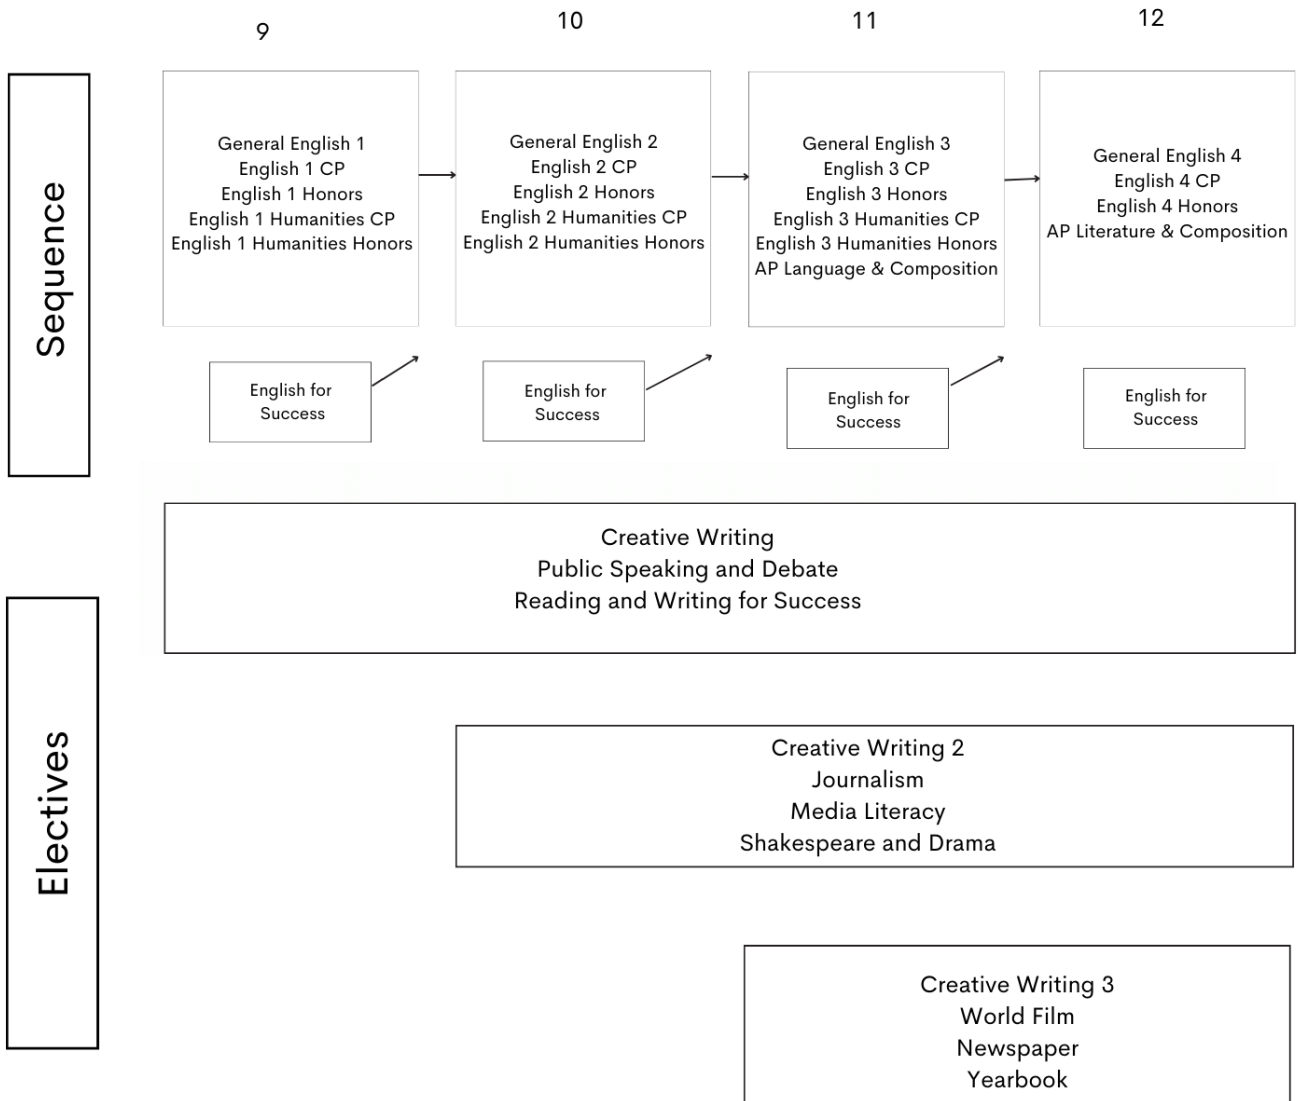 9
10
11
12
Sequence
General English 1
English 1 CP
English 1 Honors
English 1 Humanities CP
English 1 Humanities Honors
General English 2
English 2 CP
English 2 Honors
English 2 Humanities CP
English 2 Humanities Honors
General English 3
English 3 CP
English 3 Honors
English 3 Humanities CP
English 3 Humanities Honors
AP Language & Composition
General English 4
English 4 CP
English 4 Honors
AP Literature & Composition
English for
Success
English for
Success
English for
Success
English for
Success
Electives
Creative Writing
Public Speaking and Debate
Reading and Writing for Success
Creative Writing 2
Journalism
Media Literacy
Shakespeare and Drama
Creative Writing 3
World Film
Newspaper
Yearbook